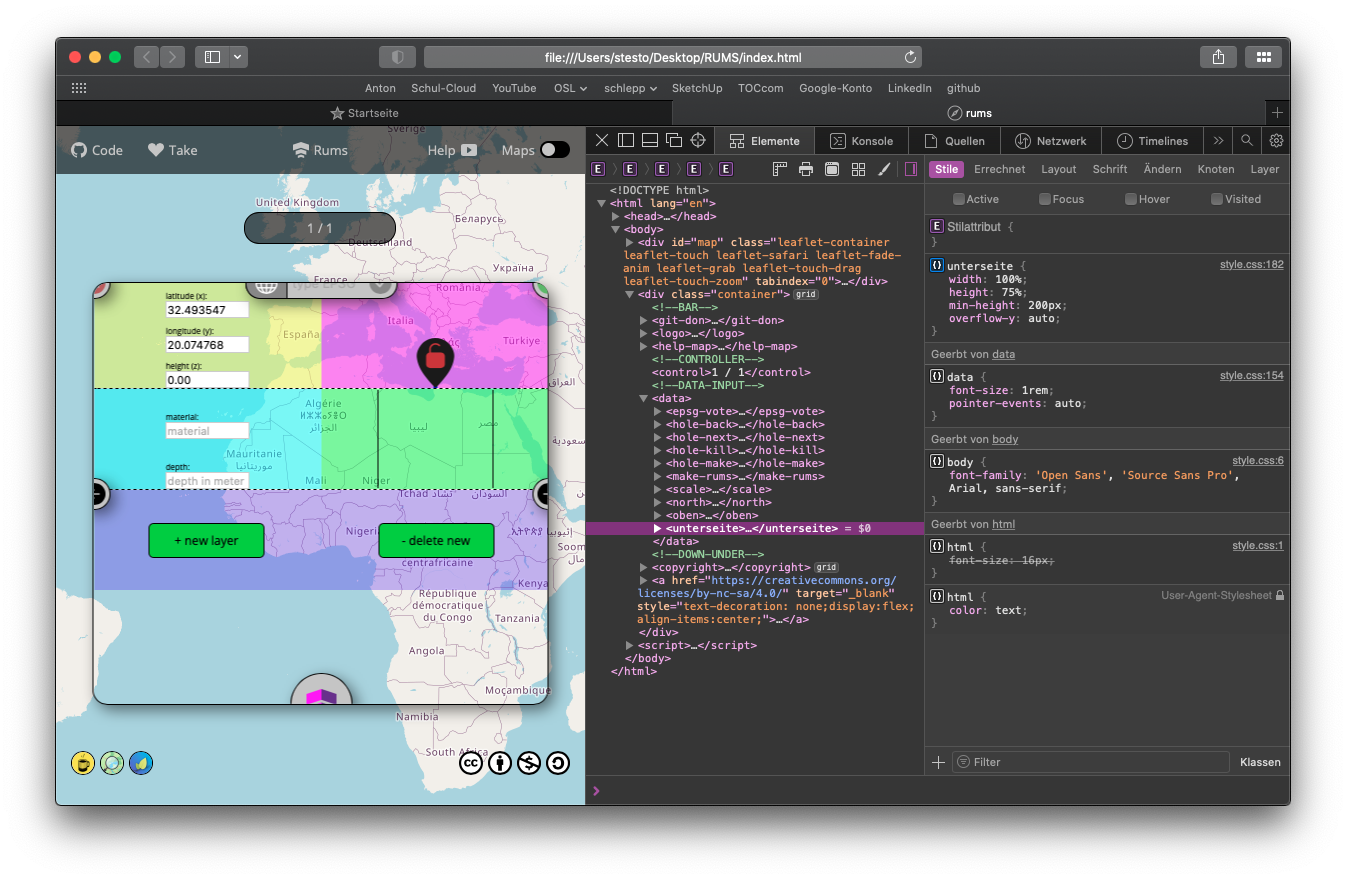 file:///Users/stesto/Desktop/RUMS/index.html
Anton Schul-Cloud YouTube OSL schlepp SketchUp TOCcom Google-Konto LinkedIn github
Startseite
rums
Code Take Rums Help Maps
Sverige
United Kingdom
1 / 1
Беларусь
Deutschland
Україна
France
România
latitude (x):
32.493547
Italia
longitude (y):
España
Türkiye
20.074768
height (z):
0.00
العراق
Algérie
ⵍⵣⵣⴰⵢⴻⵔ
الجزائر
ليبيا
مصر
material:
material
السعودية
Mauritanie
موريتانيا
depth:
depth in meter
Mali
Niger
Tchad تشاد
السودان
+ new layer
Nigeria
- delete new
centrafricaine
Soom
Kenya
République
démocratique
du Congo
Tanzania
Angola
Moçambique
Namibia
South Africa
cc
Elemente Konsole Quellen Netzwerk Timelines
E E E E E
<!DOCTYPE html>
<html lang="en">
<head>…</head>
<body>
<div id="map" class="leaflet-container
leaflet-touch leaflet-safari leaflet-fade-
anim leaflet-grab leaflet-touch-drag
leaflet-touch-zoom" tabindex="0">…</div>
<div class="container"> grid
<!--BAR-->
<git-don>…</git-don>
<logo>…</logo>
<help-map>…</help-map>
<!--CONTROLLER-->
<control>1 / 1</control>
<!--DATA-INPUT-->
<data>
<epsg-vote>…</epsg-vote>
<hole-back>…</hole-back>
<hole-next>…</hole-next>
<hole-kill>…</hole-kill>
<hole-make>…</hole-make>
<make-rums>…</make-rums>
<scale>…</scale>
<north>…</north>
<oben>…</oben>
<unterseite>…</unterseite> = $0
</data>
<!--DOWN-UNDER-->
<copyright>…</copyright> grid
<a href="https://creativecommons.org/
licenses/by-nc-sa/4.0/" target="_blank"
style="text-decoration: none;display:flex;
align-items:center;">…</a>
</div>
<script>…</script>
</body>
</html>
Stile Errechnet Layout Schrift Ändern Knoten Layer
Active Focus Hover Visited
E Stilattribut {
}
unterseite { style.css:182
width: 100%;
height: 75%;
min-height: 200px;
overflow-y: auto;
}
Geerbt von data
data { style.css:154
font-size: 1rem;
pointer-events: auto;
}
Geerbt von body
body { style.css:6
font-family: 'Open Sans', 'Source Sans Pro',
Arial, sans-serif;
}
Geerbt von html
html { style.css:1
font-size: 16px;
}
html { User-Agent-Stylesheet
color: text;
}
Filter
Klassen